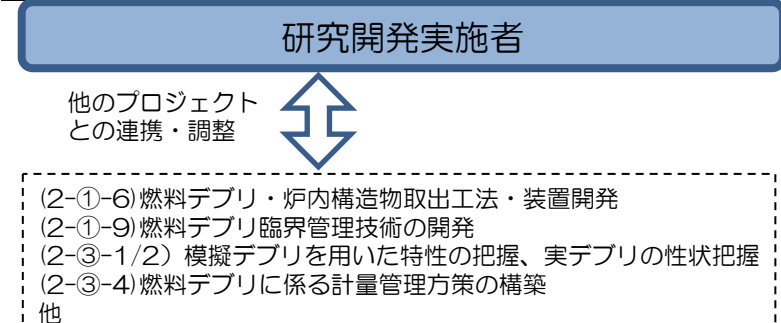 研究開発実施者
他のプロジェクト
との連携・調整
(2-①-6)燃料デブリ・炉内構造物取出工法・装置開発
(2-①-9)燃料デブリ臨界管理技術の開発
(2-③-1/2）模擬デブリを用いた特性の把握、実デブリの性状把握
(2-③-4)燃料デブリに係る計量管理方策の構築
他